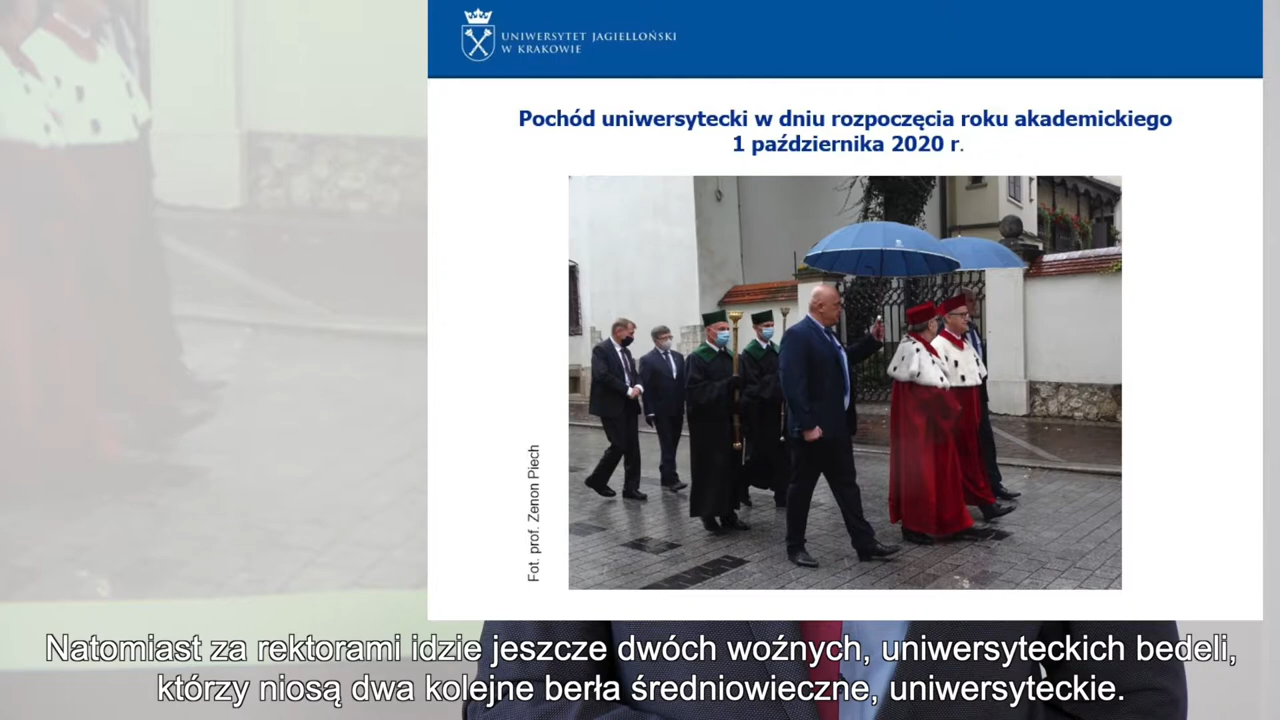 UNIWERSYTET JAGIELLOŃSKI
W KRAKOWIE
Pochód uniwersytecki w dniu rozpoczęcia roku akademickiego
1 października 2020 r.
Fot. prof. Zenon Piech
Natomiast za rektorami idzie jeszcze dwóch woźnych, uniwersyteckich bedeli,
którzy niosą dwa kolejne berła średniowieczne, uniwersyteckie.